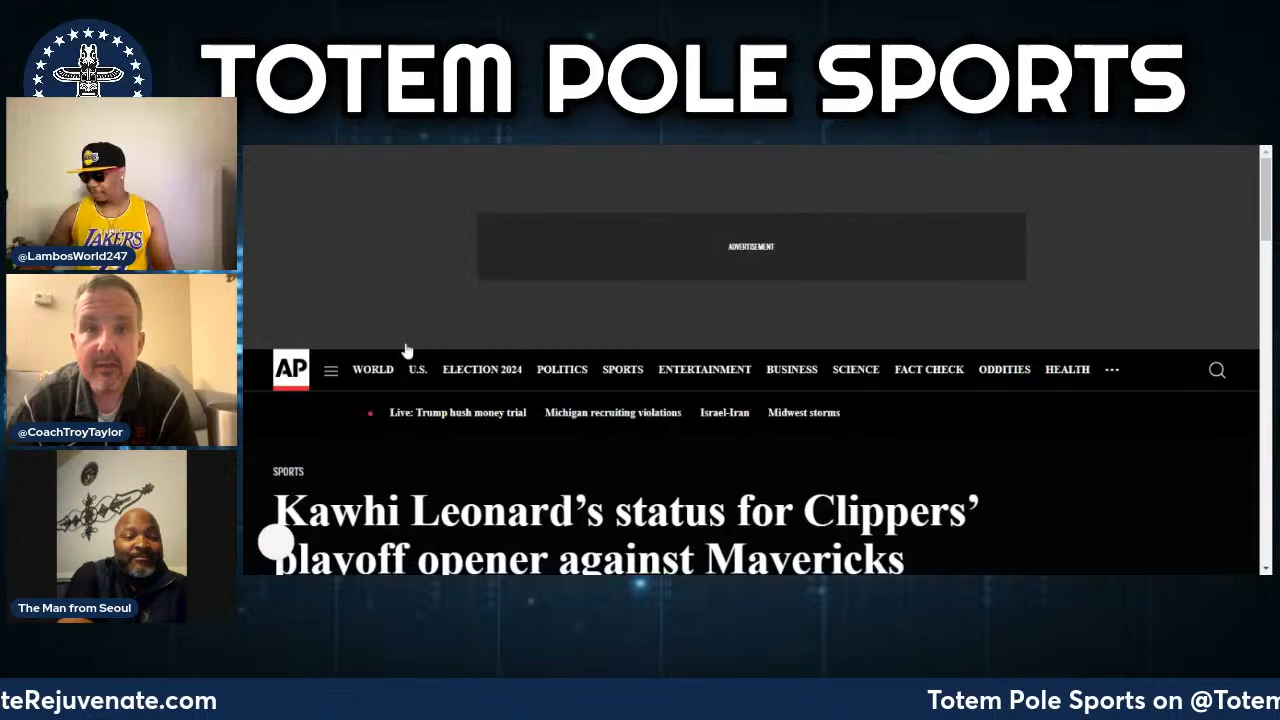 TOTEM POLE SPORTS
LAKERS
@LambosWorld247
@CoachTroyTaylor
The Man from Seoul
ADVERTISEMENT
AP
WORLD U.S. ELECTION 2024 POLITICS SPORTS ENTERTAINMENT BUSINESS SCIENCE FACT CHECK ODDITIES HEALTH
Live: Trump hush money trial Michigan recruiting violations Israel-Iran Midwest storms
SPORTS
Kawhi Leonard’s status for Clippers’
playoff opener against Mavericks
teRejuvenate.com
Totem Pole Sports on @Totem